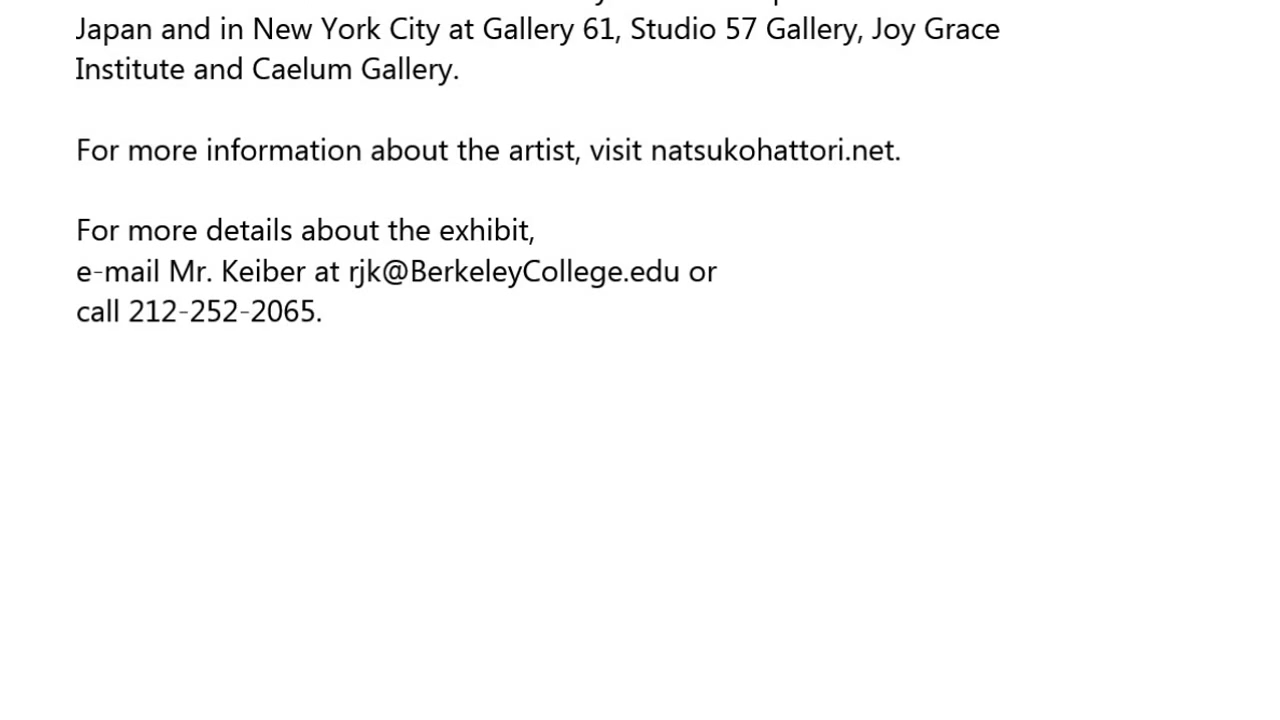 Japan and in New York City at Gallery 61, Studio 57 Gallery, Joy Grace
Institute and Caelum Gallery.
For more information about the artist, visit natsukohattori.net.
For more details about the exhibit,
e-mail Mr. Keiber at rjk@BerkeleyCollege.edu or
call 212-252-2065.